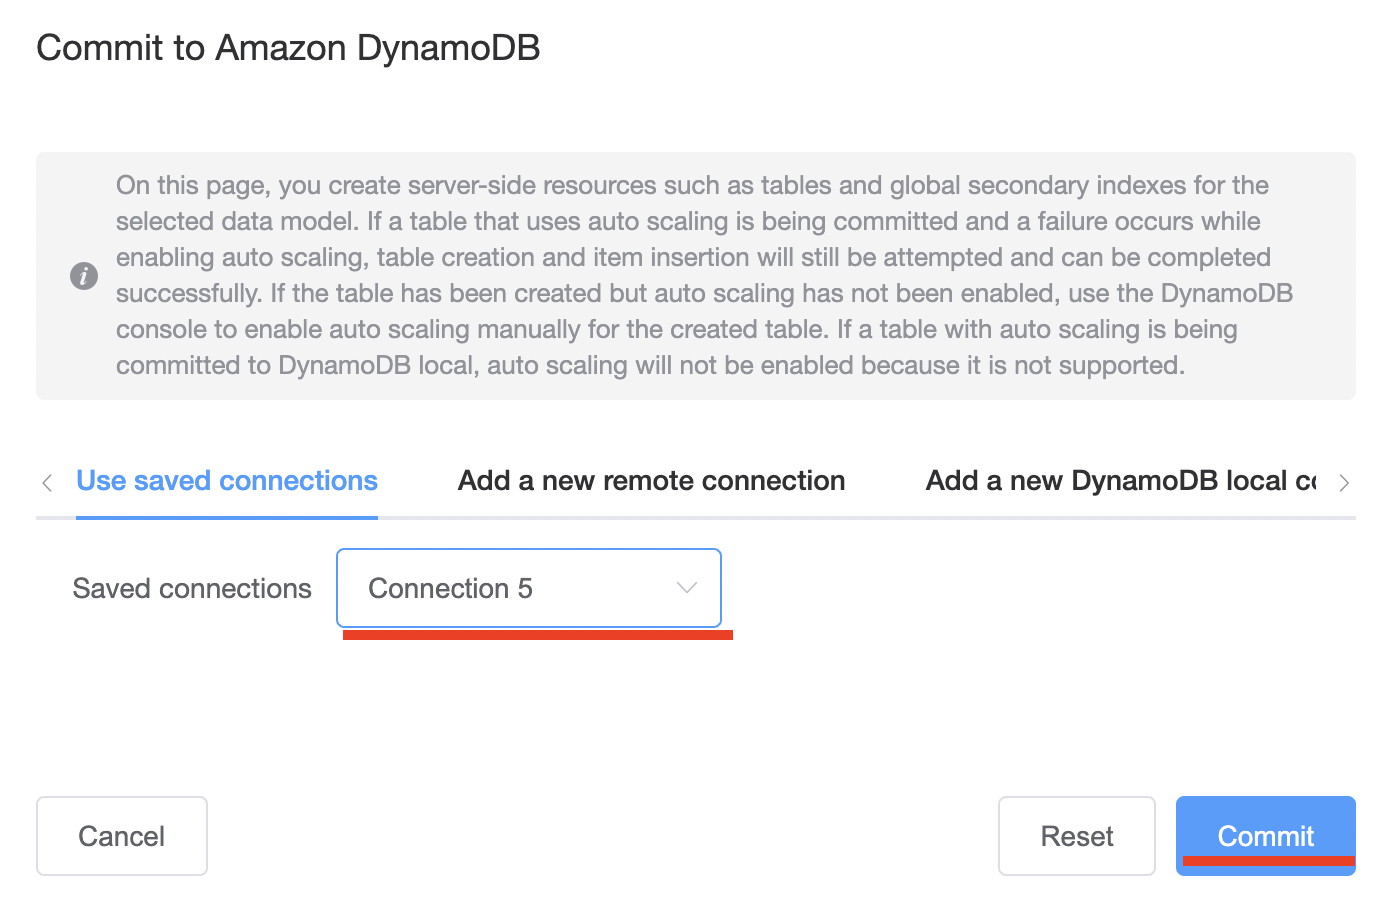 Commit to Amazon DynamoDB
On this page, you create server-side resources such as tables and global secondary indexes for the
selected data model. If a table that uses auto scaling is being committed and a failure occurs while
enabling auto scaling, table creation and item insertion will still be attempted and can be completed
successfully. If the table has been created but auto scaling has not been enabled, use the DynamoDB
console to enable auto scaling manually for the created table. If a table with auto scaling is being
committed to DynamoDB local, auto scaling will not be enabled because it is not supported.
Use saved connections
Add a new remote connection
Add a new DynamoDB local
Saved connections
Connection 5
Cancel
Reset
Commit